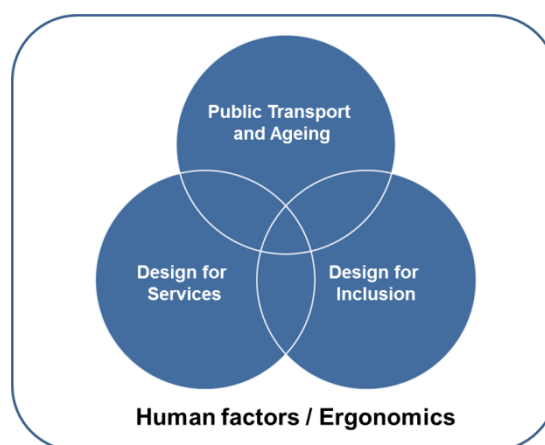 Public Transport
and Ageing
Design for
Services
Design for
Inclusion
Human factors / Ergonomics